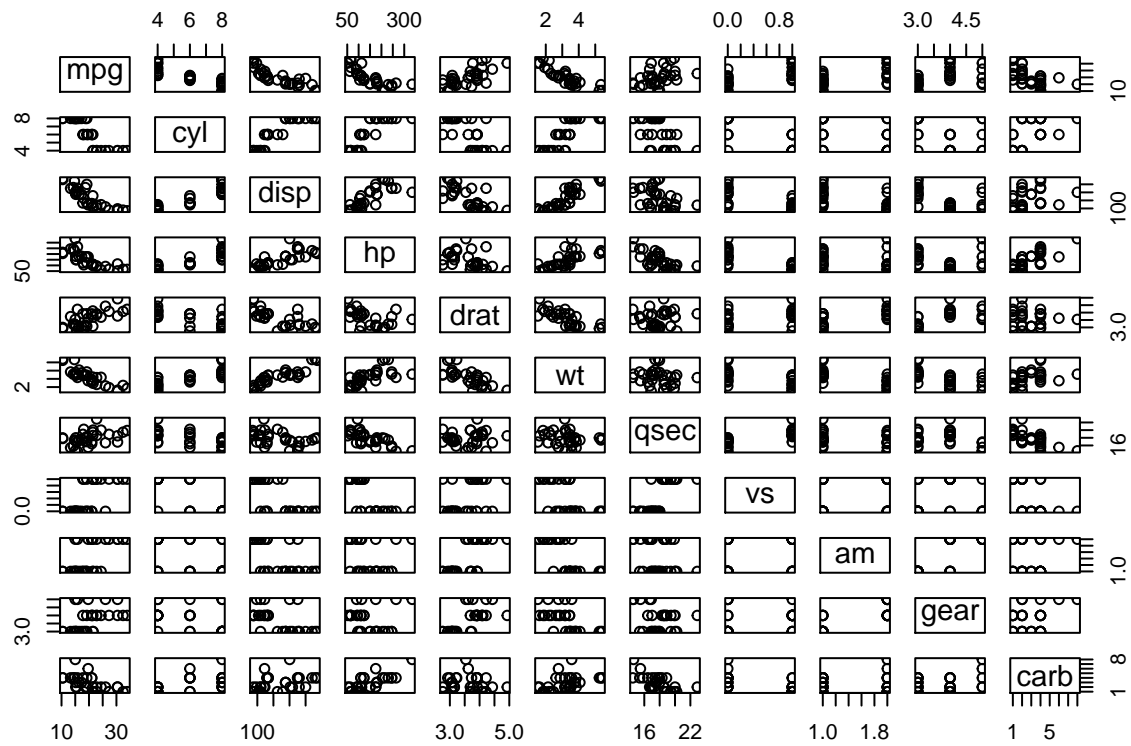 4 6 8 50 300 2 4 0.0 0.8 3.0 4.5
mpg 10
8 4 cyl
disp 100
50 hp
drat 3.0
2 wt
qsec 16
0.0 vs
am 1.0
3.0 gear
carb 1 8
10 30 100 3.0 5.0 16 22 1.0 1.8 1 5